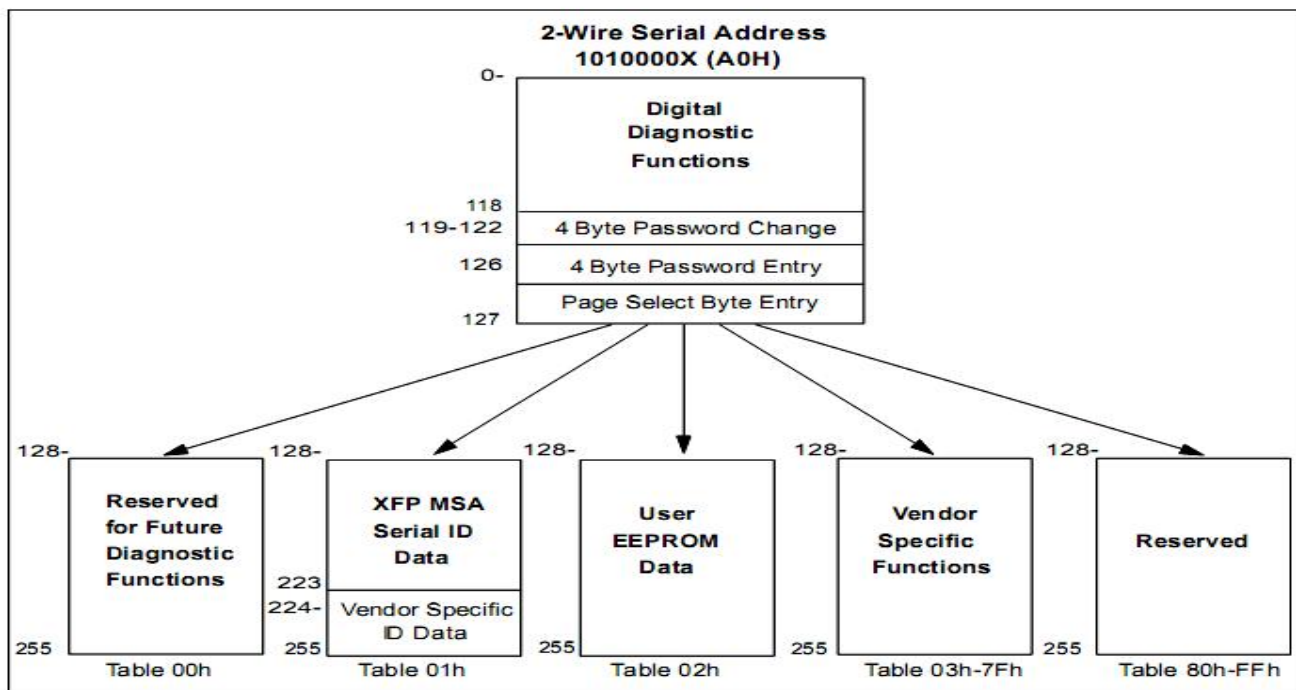 2-Wire Serial Address
1010000X (A0H)
0-
Digital
Diagnostic
Functions
118
119-122
4 Byte Password Change
126
4 Byte Password Entry
Page Select Byte Entry
127
128-
Reserved
for Future
Diagnostic
Functions
255
Table 00h
128-
XFP MSA
Serial ID
Data
223
224-
Vendor Specific
ID Data
255
Table 01h
128-
User
EEPROM
Data
255
Table 02h
128-
Vendor
Specific
Functions
255
Table 03h-7Fh
128-
Reserved
255
Table 80h-FFh